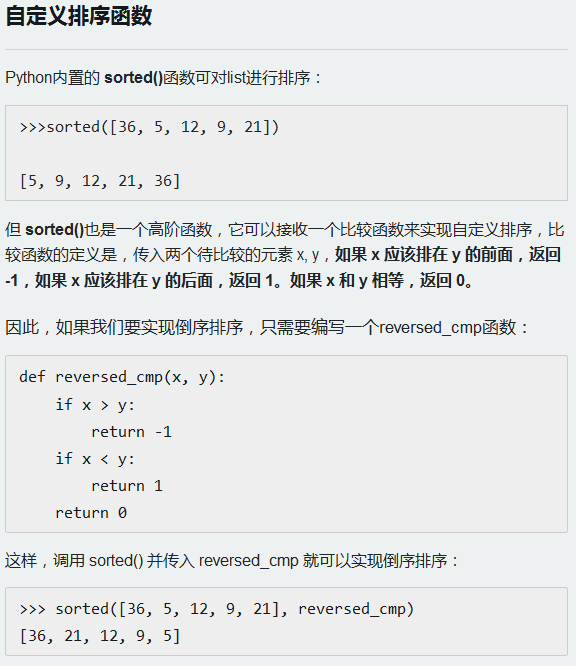 自定义排序函数
Python内置的 sorted()函数可对list进行排序：
>>>sorted([36, 5, 12, 9, 21])
[5, 9, 12, 21, 36]
但 sorted()也是一个高阶函数，它可以接收一个比较函数来实现自定义排序，比
较函数的定义是，传入两个待比较的元素 x, y，如果 x 应该排在 y 的前面，返回
-1，如果 x 应该排在 y 的后面，返回 1。如果 x 和 y 相等，返回 0。
因此，如果我们要实现倒序排序，只需要编写一个reversed_cmp函数：
def reversed_cmp(x, y):
    if x > y:
        return -1
    if x < y:
        return 1
    return 0
这样，调用 sorted() 并传入 reversed_cmp 就可以实现倒序排序：
>>> sorted([36, 5, 12, 9, 21], reversed_cmp)
[36, 21, 12, 9, 5]